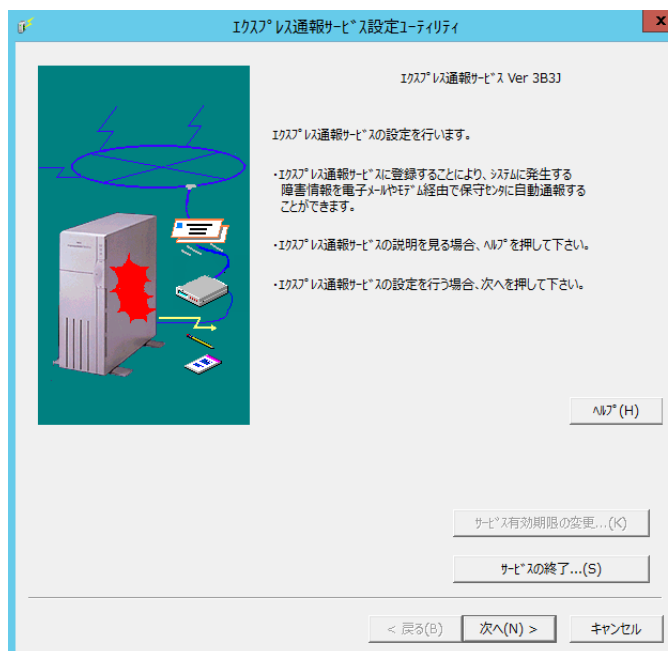 ｴｸｽﾌﾟﾚｽ通報ｻｰﾋﾞｽ設定ﾕｰﾃｨﾘﾃｨ
x
ｴｸｽﾌﾟﾚｽ通報ｻｰﾋﾞｽ Ver 3B3J
ｴｸｽﾌﾟﾚｽ通報ｻｰﾋﾞｽの設定を行います。
・ｴｸｽﾌﾟﾚｽ通報ｻｰﾋﾞｽに登録することにより、ｼｽﾃﾑに発生する
障害情報を電子ﾒｰﾙやﾓﾃﾞﾑ経由で保守ｾﾝﾀに自動通報する
ことができます。
・ｴｸｽﾌﾟﾚｽ通報ｻｰﾋﾞｽの説明を見る場合、ﾍﾙﾌﾟを押して下さい。
・ｴｸｽﾌﾟﾚｽ通報ｻｰﾋﾞｽの設定を行う場合、次へを押して下さい。
ﾍﾙﾌﾟ(H)
ｻｰﾋﾞｽ有効期限の変更...(K)
ｻｰﾋﾞｽの終了...(S)
< 戻る(B) 次へ(N) > キャンセル